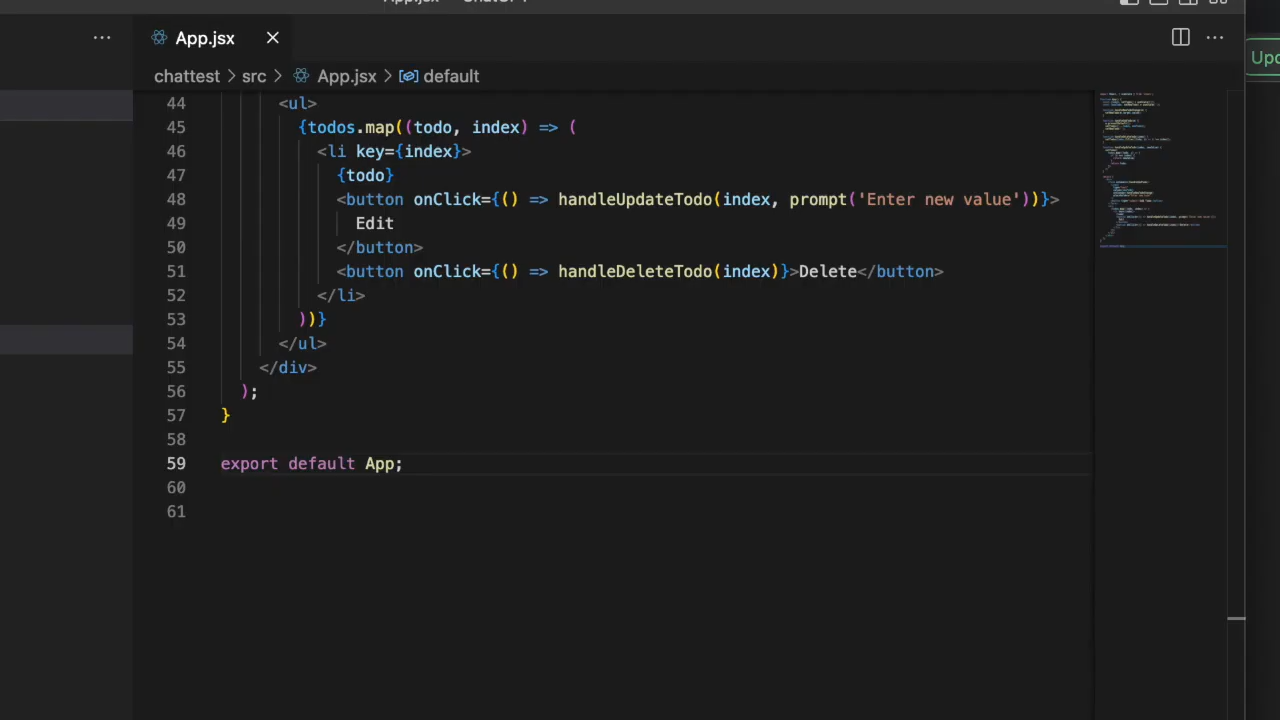 App.jsx
chattest > src > App.jsx > default
44 <ul>
45 {todos.map((todo, index) => (
46 <li key={index}>
47 {todo}
48 <button onClick={() => handleUpdateTodo(index, prompt('Enter new value'))}>
49 Edit
50 </button>
51 <button onClick={() => handleDeleteTodo(index)}>Delete</button>
52 </li>
53 ))}
54 </ul>
55 </div>
56 );
57 }
58
59 export default App;
60
61